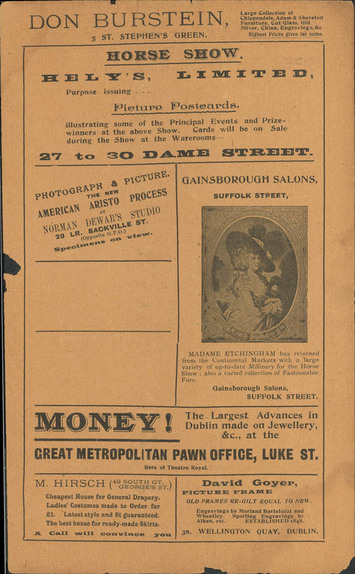 DON BURSTEIN,
5 ST. STEPHEN'S GREEN.
Large Collection of
Chippendale, Adam & Sheraton
Furniture, Cut Glass, Old
Silver, China, Engravings, &c.
Highest Prices given for same.
HORSE SHOW.
HELY'S, LIMITED,
Purpose issuing . . .
Picture Postcards,
illustrating some of the Principal Events and Prize-
winners at the above Show. Cards will be on Sale
during the Show at the Warerooms—
27 to 30 DAME STREET.
PHOTOGRAPH & PICTURE.
THE NEW
AMERICAN ARISTO PROCESS
at
NORMAN DEWAR'S STUDIO
29 LR. SACKVILLE ST.
(Opposite G.P.O.)
Specimens on view.
GAINSBOROUGH SALONS,
SUFFOLK STREET,
MADAME ETCHINGHAM has returned
from the Continental Markets with a large
variety of up-to-date Millinery for the Horse
Show; also a varied collection of Fashionable
Furs.
Gainsborough Salons,
SUFFOLK STREET.
MONEY!
The Largest Advances in
Dublin made on Jewellery,
&c., at the
GREAT METROPOLITAN PAWN OFFICE, LUKE ST.
Rere of Theatre Royal.
M. HIRSCH (49 SOUTH GT. GEORGE'S ST.)
Cheapest House for General Drapery.
Ladies' Costumes made to Order for
£1. Latest style and fit guaranteed.
The best house for ready-made Skirts.
A Call will convince you
David Goyer,
PICTURE FRAME
OLD FRAMES RE-GILT EQUAL TO NEW.
Engravings by Morland Bartolozzi and
Wheatley. Sporting Engravings by
Alken, etc. ESTABLISHED
30, WELLINGTON QUAY, DUBLIN.